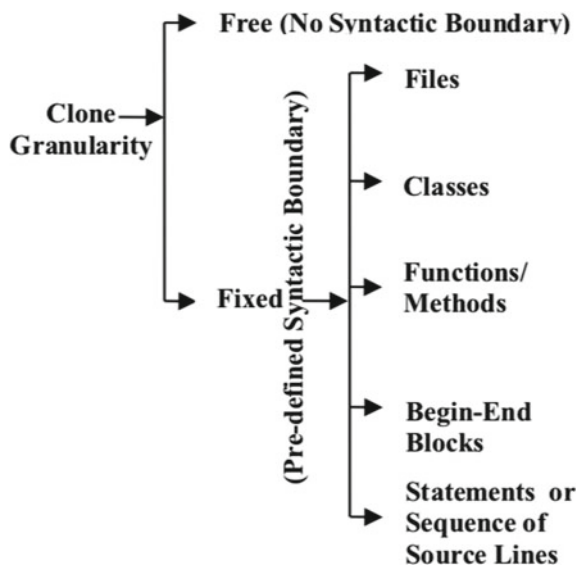 Free (No Syntactic Boundary)
Clone
Granularity
Fixed
(Pre-defined Syntactic Boundary)
Files
Classes
Functions/
Methods
Begin-End
Blocks
Statements or
Sequence of
Source Lines